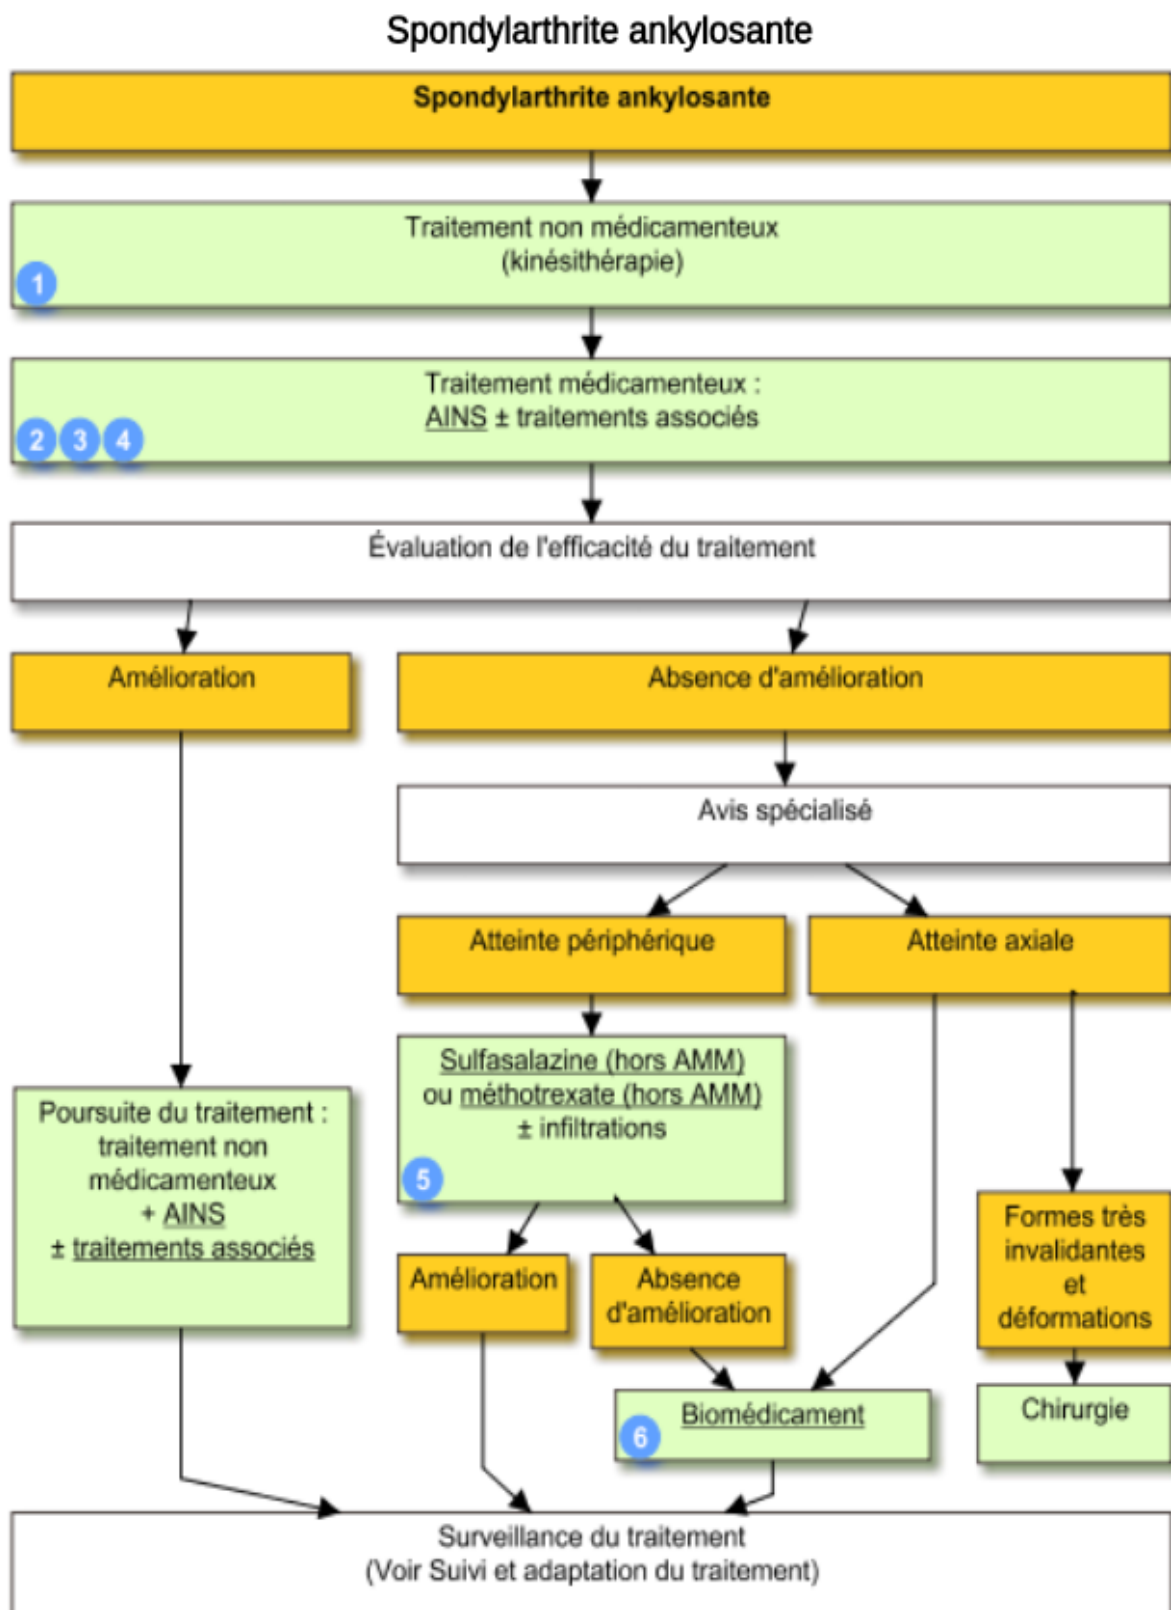 Spondylarthrite ankylosante
Spondylarthrite ankylosante
Traitement non médicamenteux
(kinésithérapie)
1
Traitement médicamenteux :
AINS ± traitements associés
2 3 4
Évaluation de l'efficacité du traitement
Amélioration
Absence d'amélioration
Avis spécialisé
Atteinte périphérique
Atteinte axiale
Sulfasalazine (hors AMM)
ou méthotrexate (hors AMM)
± infiltrations
5
Poursuite du traitement :
traitement non
médicamenteux
+ AINS
± traitements associés
Amélioration
Absence
d'amélioration
Formes très
invalidantes
et
déformations
Biomédicament
6
Chirurgie
Surveillance du traitement
(Voir Suivi et adaptation du traitement)